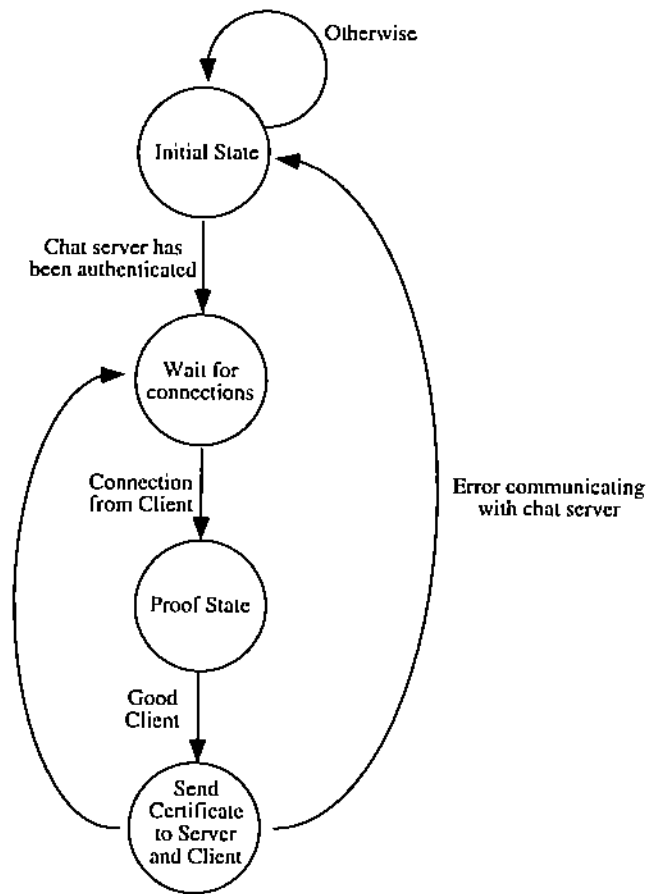 Otherwise
Initial State
Chat server has
been authenticated
Wait for
connections
Connection
from Client
Error communicating
with chat server
Proof State
Good
Client
Send
Certificate
to Server
and Client